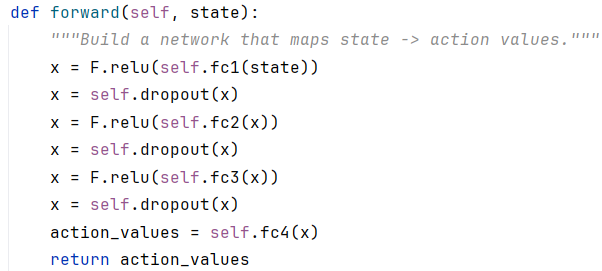 def forward(self, state):
    """Build a network that maps state -> action values."""
    x = F.relu(self.fc1(state))
    x = self.dropout(x)
    x = F.relu(self.fc2(x))
    x = self.dropout(x)
    x = F.relu(self.fc3(x))
    x = self.dropout(x)
    action_values = self.fc4(x)
    return action_values